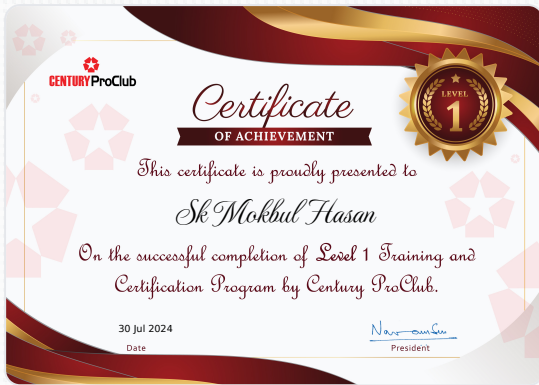 CENTURY ProClub
Certificate
OF ACHIEVEMENT
LEVEL
1
This certificate is proudly presented to
Sk Mokbul Hasan
On the successful completion of Level 1 Training and
Certification Program by Century ProClub.
30 Jul 2024
Date
President